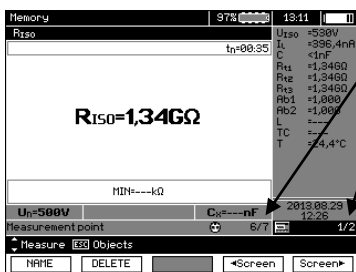 Memory 97% 13:11
RISO
tn=00:35
RISO=1,34GΩ
MIN=---kΩ
Un=500V Cx=---nF
UISO =530V
IL =396,4nA
C <1nF
Rt1 =1,34GΩ
Rt2 =1,34GΩ
Rt3 =1,34GΩ
Ab1 =1,000
Ab2 =1,000
L =---
TC =---
T =24,4°C
2013.08.29
12:26
Measurement point 6/7 1/2
Measure ESC Objects
NAME DELETE ◄Screen Screen►